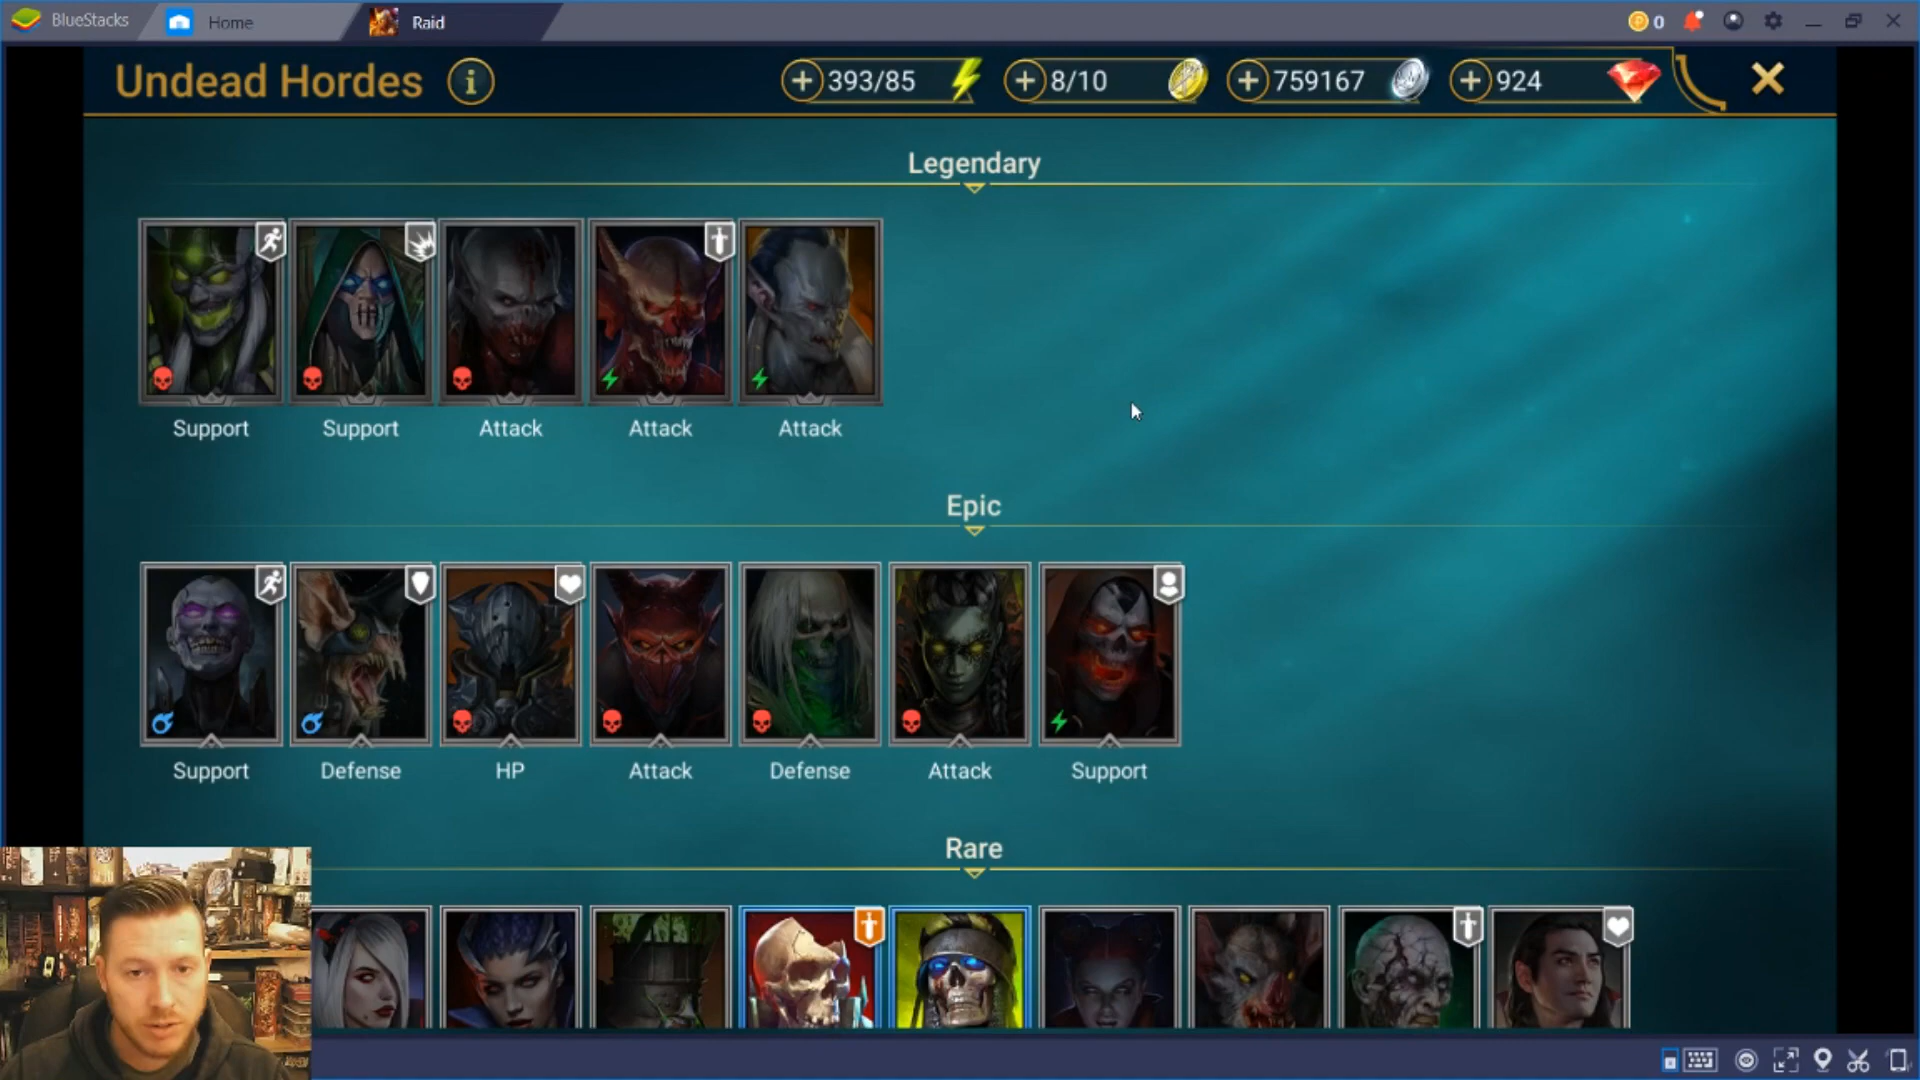 BlueStacks Home Raid 0
Undead Hordes i 393/85 8/10 759167 924
Legendary
Support Support Attack Attack Attack
Epic
Support Defense HP Attack Defense Attack Support
Rare